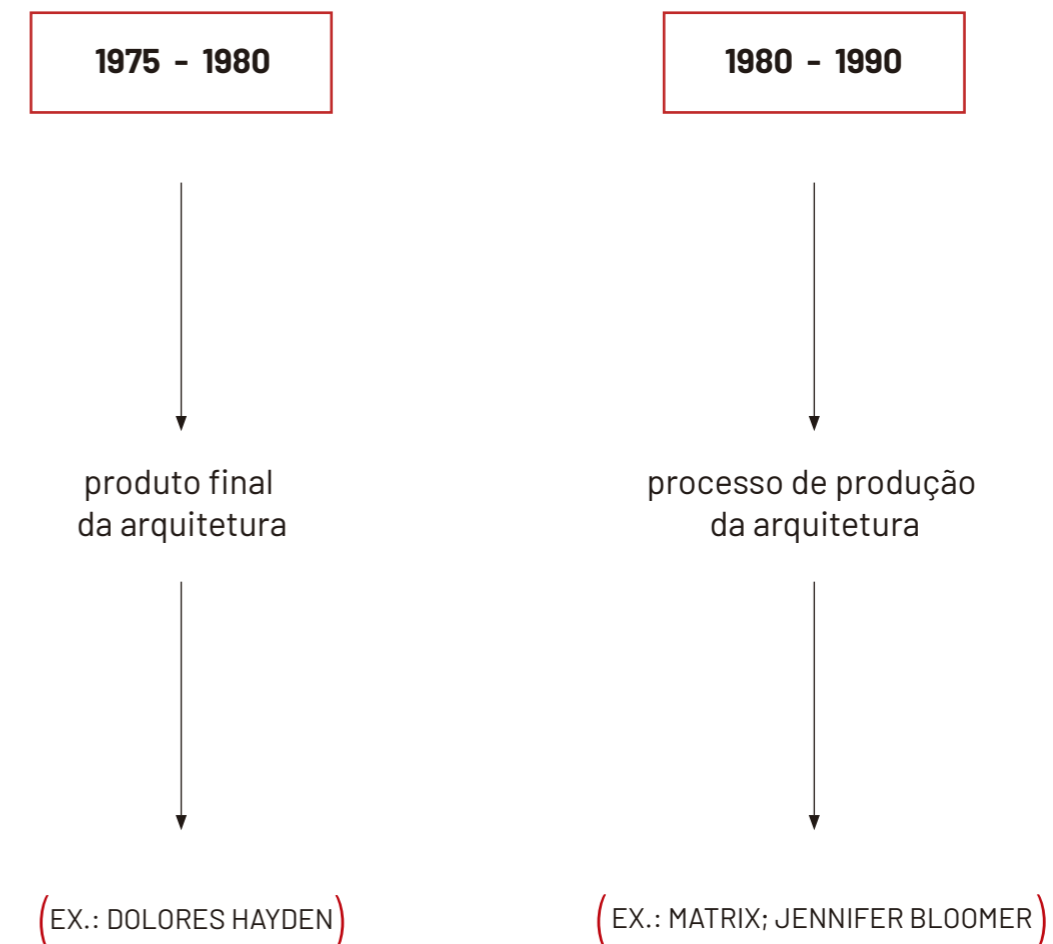 1975 - 1980
produto final
da arquitetura
(EX.: DOLORES HAYDEN)
1980 - 1990
processo de produção
da arquitetura
(EX.: MATRIX; JENNIFER BLOOMER)